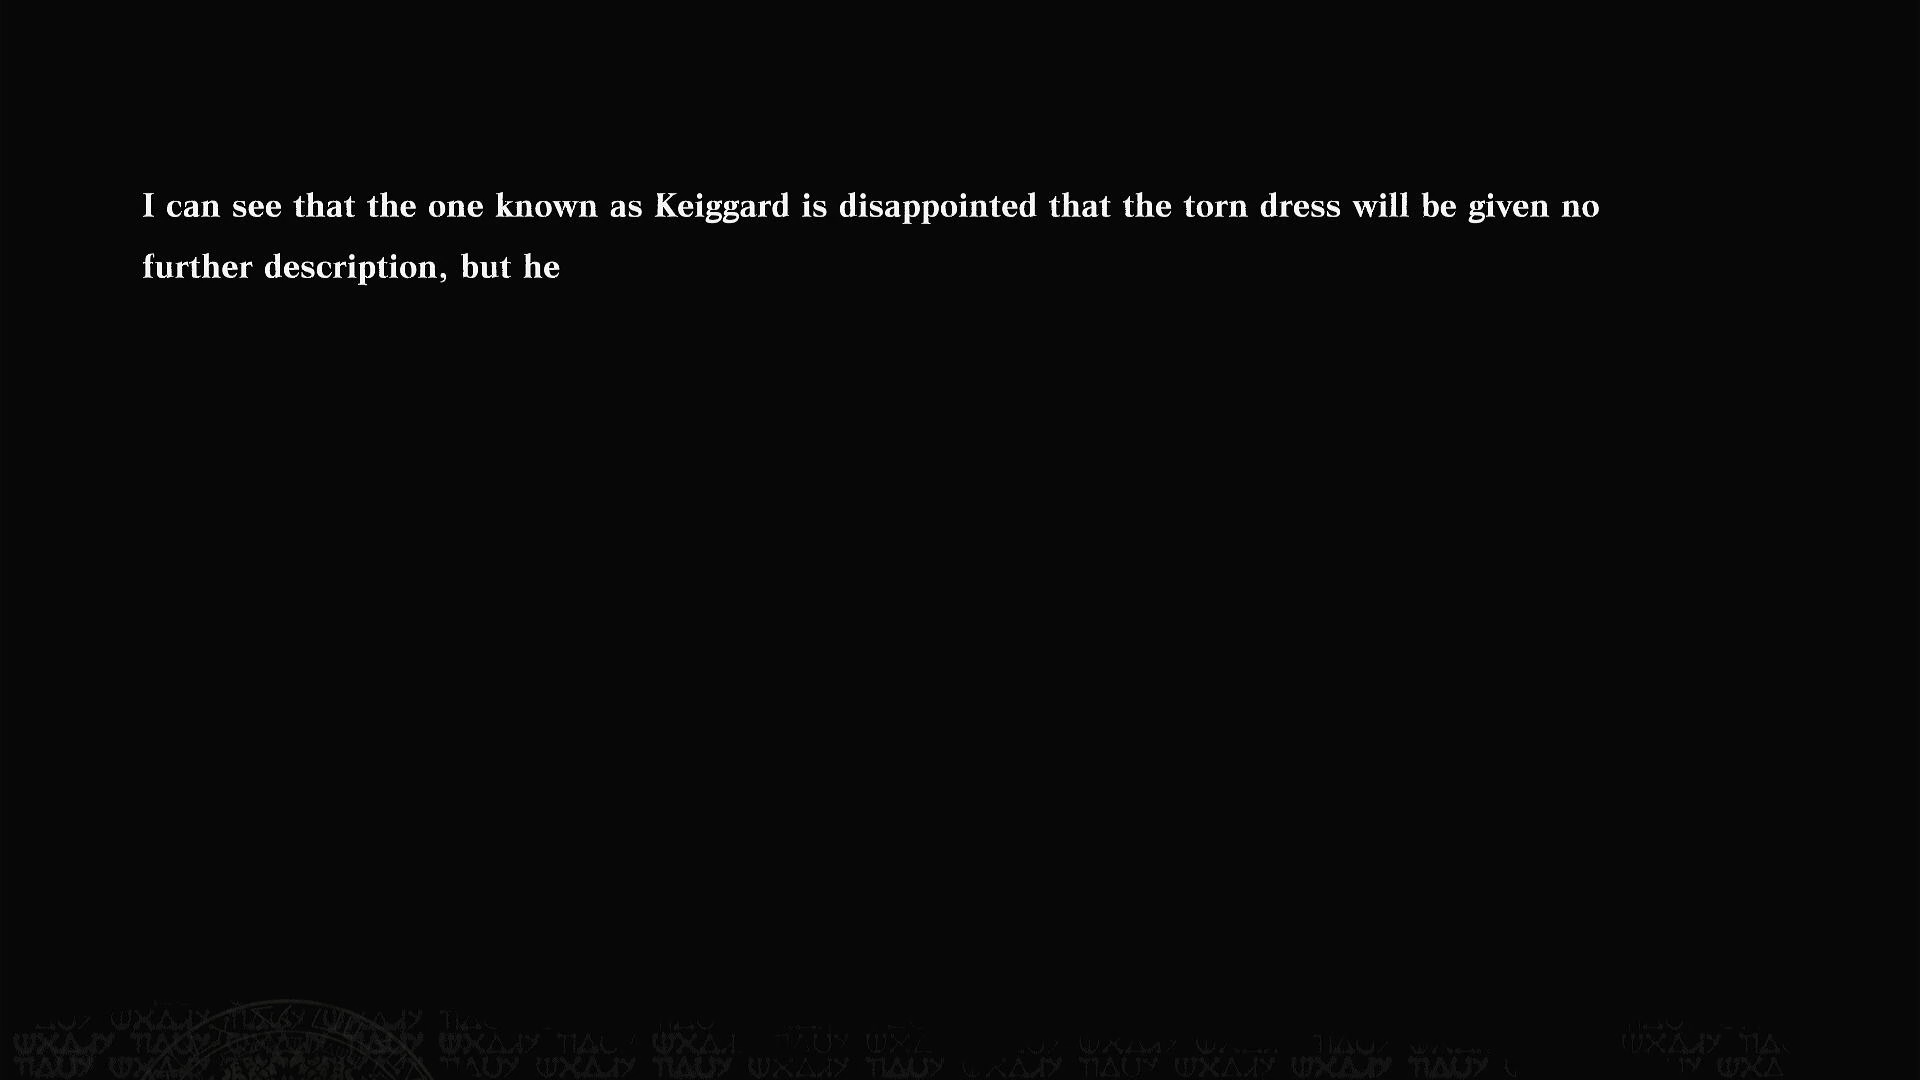 I can see that the one known as Keiggard is disappointed that the torn dress will be given no
further description, but he